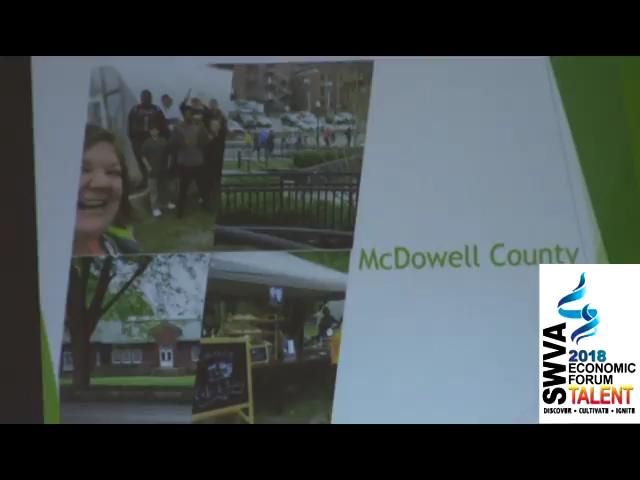 McDowell County
SWVA
2018
ECONOMIC
FORUM
TALENT
DISCOVER • CULTIVATE • IGNITE